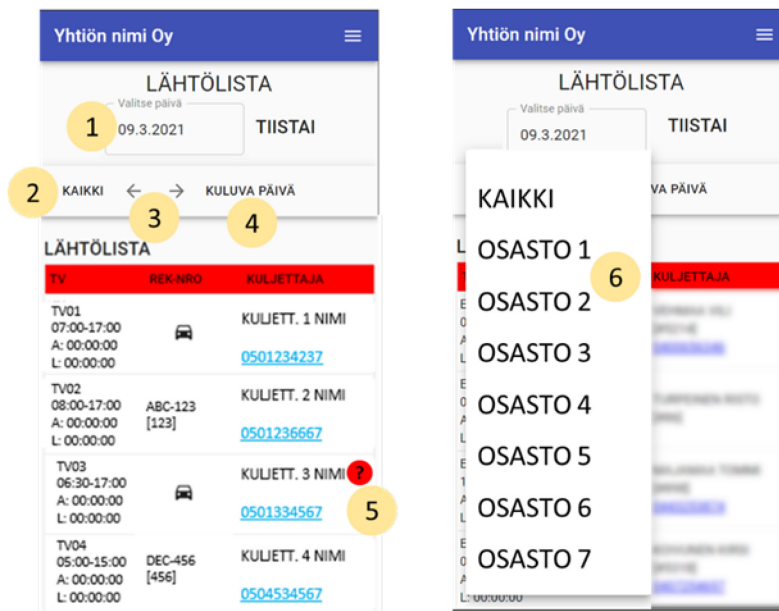 Yhtiön nimi Oy
LÄHTÖLISTA
Valitse päivä
1 09.3.2021 TIISTAI
2 KAIKKI ← → KULUVA PÄIVÄ
3 4
LÄHTÖLISTA
TV REK-NRO KULJETTAJA
TV01
07:00-17:00
A: 00:00:00
L: 00:00:00
KULJETT. 1 NIMI
0501234237
TV02
08:00-17:00
A: 00:00:00
L: 00:00:00
ABC-123
[123]
KULJETT. 2 NIMI
0501236667
TV03
06:30-17:00
A: 00:00:00
L: 00:00:00
KULJETT. 3 NIMI ?
0501334567
5
TV04
05:00-15:00
A: 00:00:00
L: 00:00:00
DEC-456
[456]
KULJETT. 4 NIMI
0504534567
Yhtiön nimi Oy
LÄHTÖLISTA
Valitse päivä
09.3.2021 TIISTAI
VA PÄIVÄ
KULJETTAJA
KAIKKI
OSASTO 1
6
OSASTO 2
OSASTO 3
OSASTO 4
OSASTO 5
OSASTO 6
OSASTO 7
L: 00:00:00